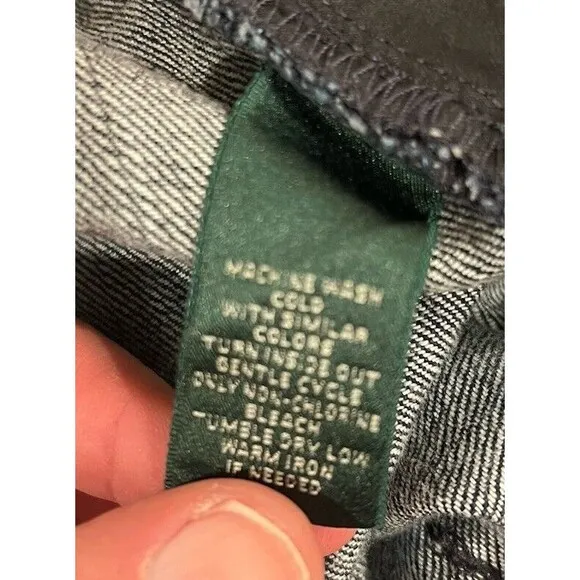 MACHINE WASH
COLD
WITH SIMILAR
COLORS
TURN INSIDE OUT
GENTLE CYCLE
ONLY NON-CHLORINE
BLEACH
TUMBLE DRY LOW
WARM IRON
IF NEEDED